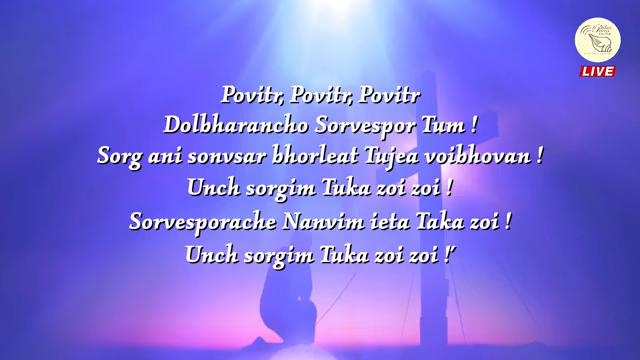 Povitr, Povitr, Povitr
Dolbharancho Sorvespor Tum !
Sorg ani sonvsar bhorleat Tujea voibhovan !
Unch sorgim Tuka zoi zoi !
Sorvesporache Nanvim ieta Taka zoi !
Unch sorgim Tuka zoi zoi !´
LIVE